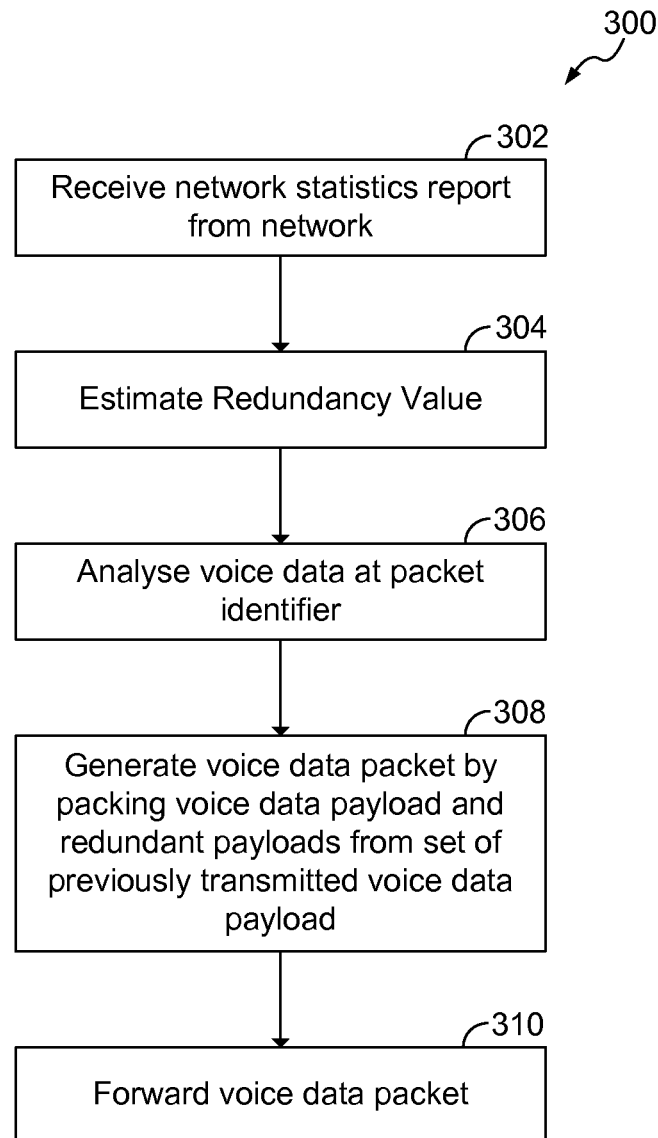 300
302
Receive network statistics report
from network
304
Estimate Redundancy Value
306
Analyse voice data at packet
identifier
308
Generate voice data packet by
packing voice data payload and
redundant payloads from set of
previously transmitted voice data
payload
310
Forward voice data packet